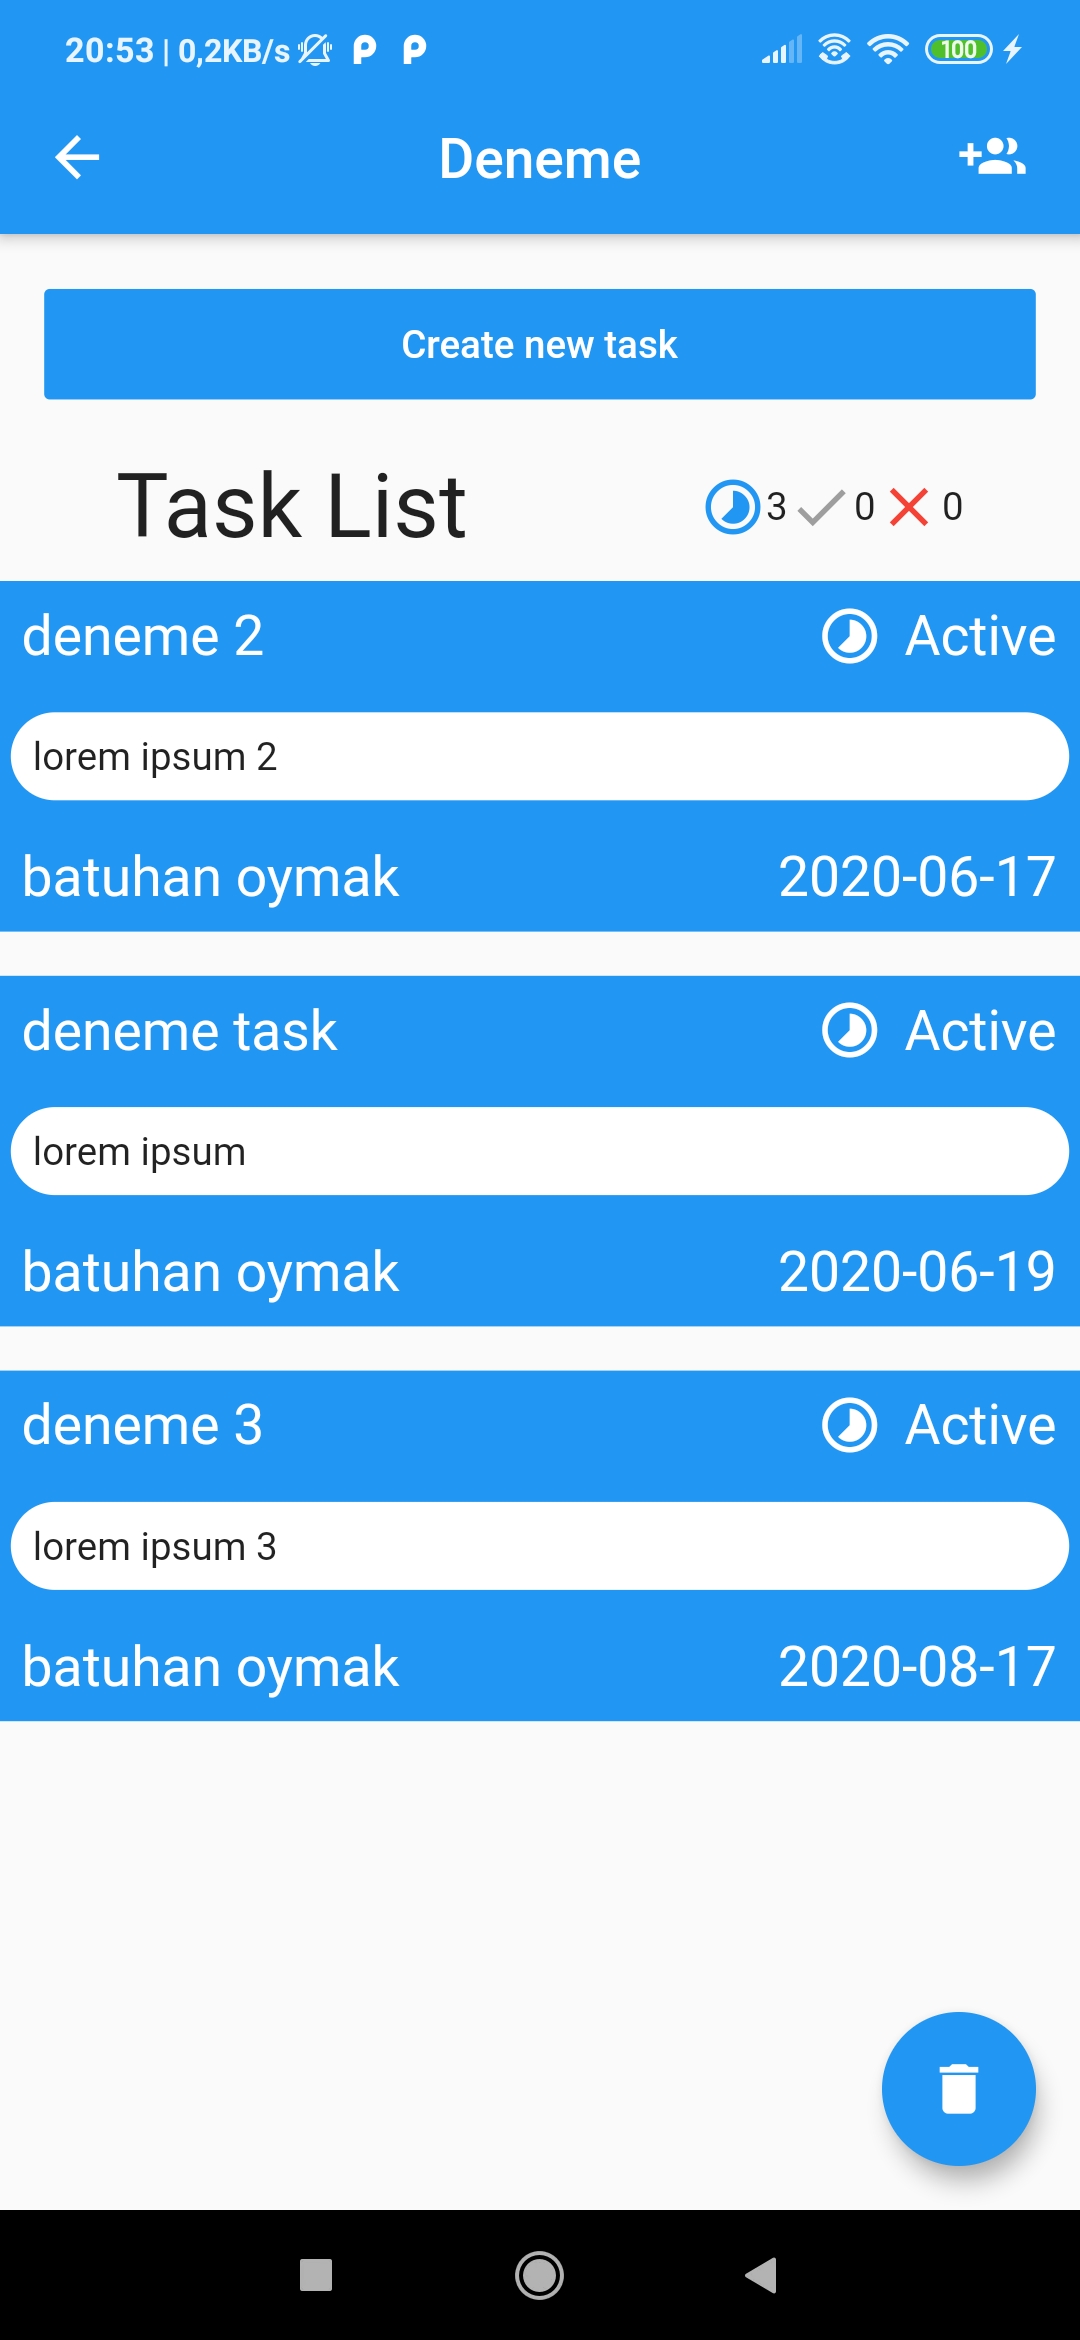 20:53 | 0,2KB/s 100
Deneme
Create new task
Task List 3 0 0
deneme 2 Active
lorem ipsum 2
batuhan oymak 2020-06-17
deneme task Active
lorem ipsum
batuhan oymak 2020-06-19
deneme 3 Active
lorem ipsum 3
batuhan oymak 2020-08-17